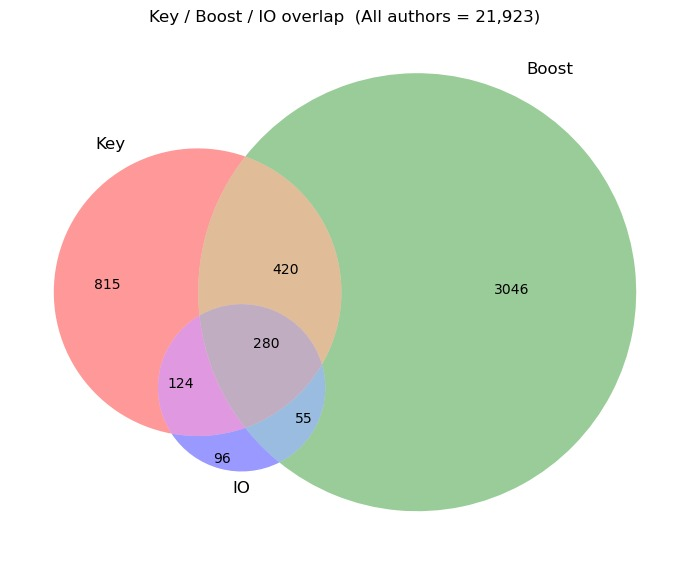 Key / Boost / IO overlap  (All authors = 21,923)
Boost
Key
420
815
3046
280
124
55
96
IO